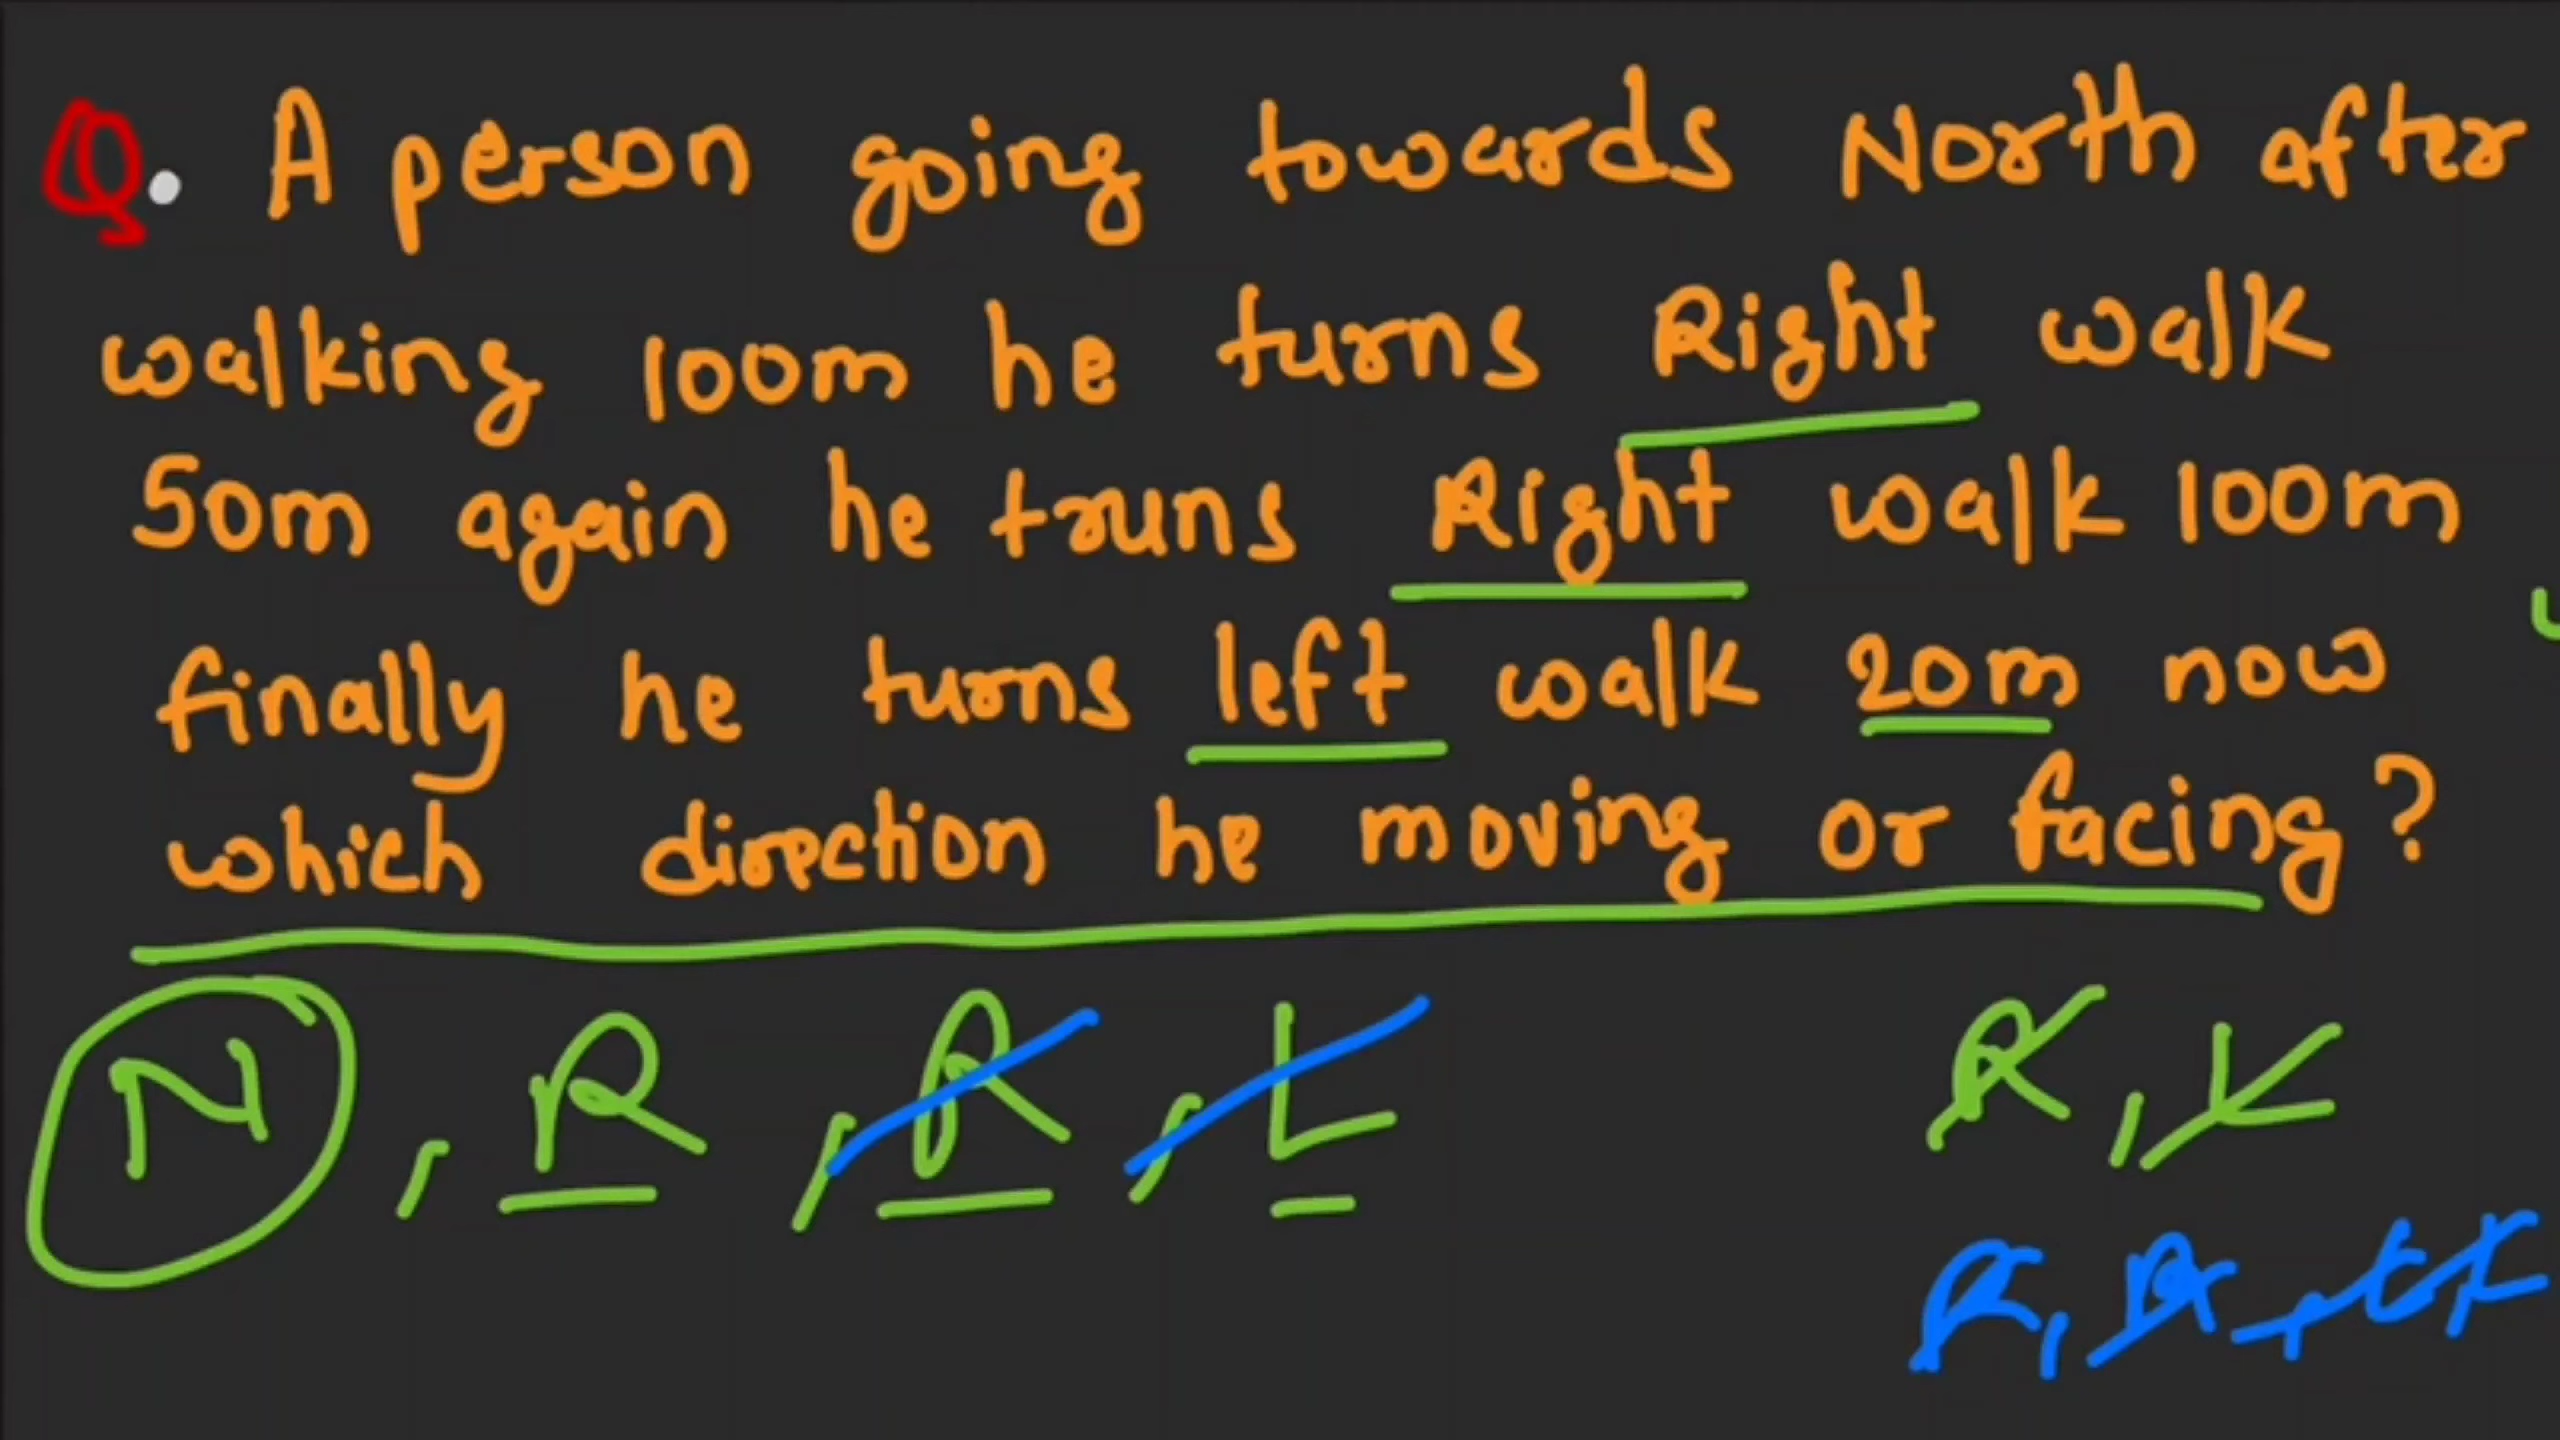 Q. A person going towards North after
walking 100m he turns Right walk
50m again he truns Right walk 100m
finally he turns left walk 20m now
which direction he moving or facing?
N, R, R, L
R, L
R, R, L, L